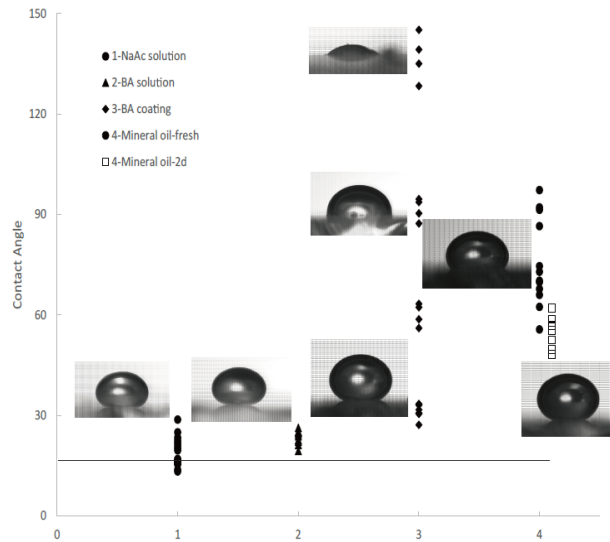 150
1-NaAc solution
2-BA solution
120
3-BA coating
4-Mineral oil-fresh
4-Mineral oil-2d
90
Contact Angle
60
30
0
0 1 2 3 4